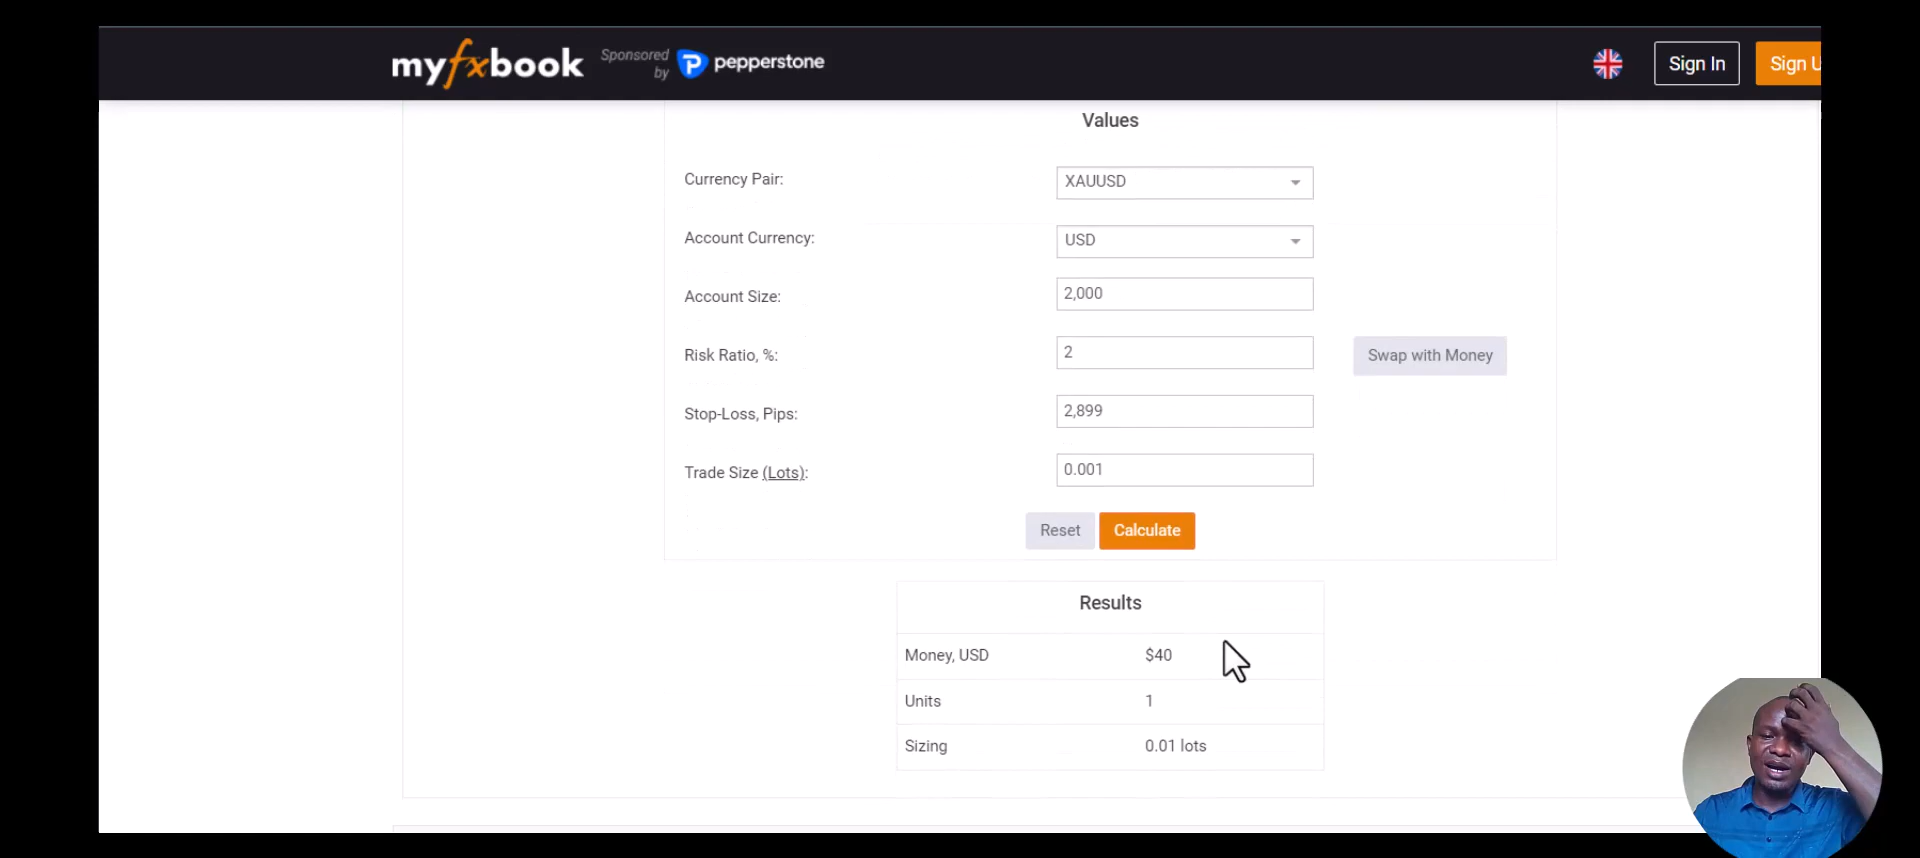 myfxbook Sponsored by pepperstone
Sign In
Sign U
Values
Currency Pair: XAUUSD
Account Currency: USD
Account Size: 2,000
Risk Ratio, %: 2 Swap with Money
Stop-Loss, Pips: 2,899
Trade Size (Lots): 0.001
Reset Calculate
Results
Money, USD $40
Units 1
Sizing 0.01 lots